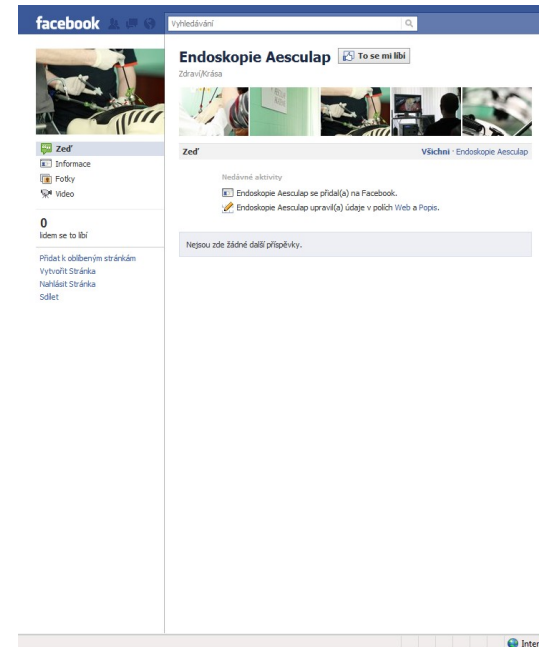 facebook
Vyhledávání
Endoskopie Aesculap
To se mi líbí
Zdraví/Krása
Zeď
Informace
Fotky
Video
0
lidem se to líbí
Přidat k oblíbeným stránkám
Vytvořit Stránka
Nahlásit Stránka
Sdílet
Zeď
Všichni · Endoskopie Aesculap
Nedávné aktivity
Endoskopie Aesculap se přidal(a) na Facebook.
Endoskopie Aesculap upravil(a) údaje v polích Web a Popis.
Nejsou zde žádné další příspěvky.
Inter